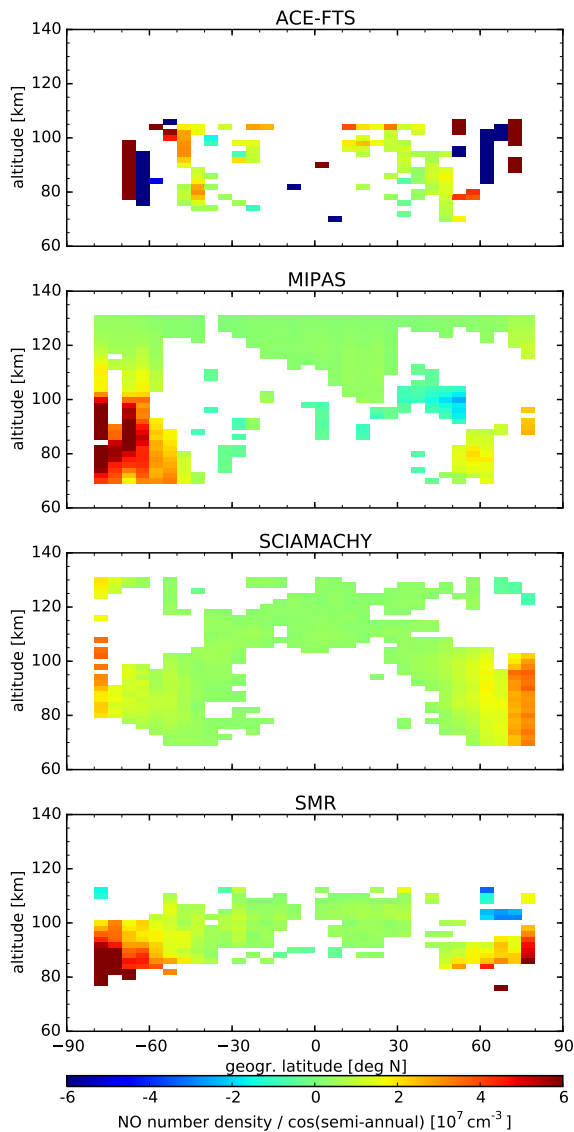 ACE-FTS
140
120
100
80
60
altitude [km]
MIPAS
140
120
100
80
60
altitude [km]
SCIAMACHY
140
120
100
80
60
altitude [km]
SMR
140
120
100
80
60
altitude [km]
−90 −60 −30 0 30 60 90
geogr. latitude [deg N]
-6 -4 -2 0 2 4 6
NO number density / cos(semi-annual) [10⁷ cm⁻³]